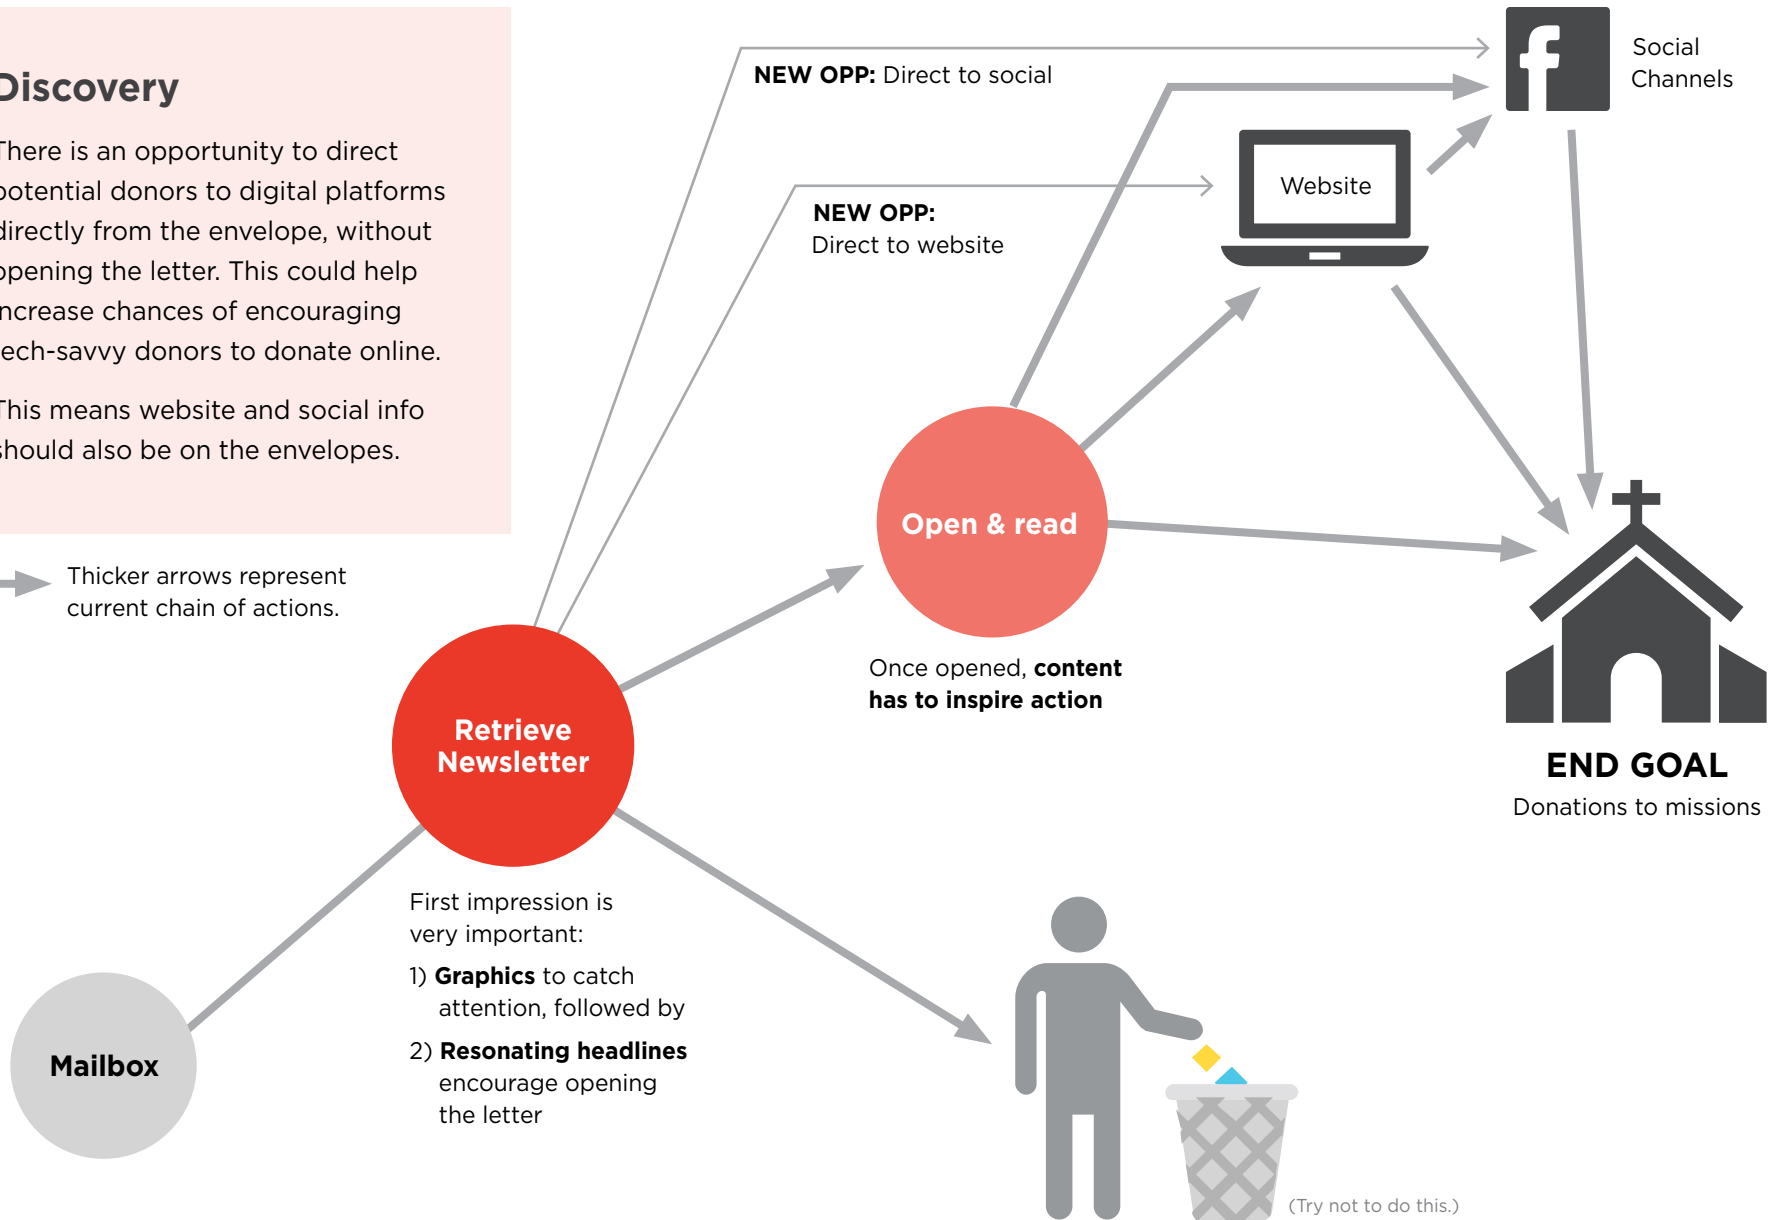 Discovery
There is an opportunity to direct
potential donors to digital platforms
directly from the envelope, without
opening the letter. This could help
increase chances of encouraging
tech-savvy donors to donate online.
This means website and social info
should also be on the envelopes.
Thicker arrows represent
current chain of actions.
NEW OPP: Direct to social
NEW OPP:
Direct to website
Social
Channels
Website
Open & read
Once opened, content
has to inspire action
Retrieve
Newsletter
END GOAL
Donations to missions
First impression is
very important:
1) Graphics to catch
attention, followed by
2) Resonating headlines
encourage opening
the letter
Mailbox
(Try not to do this.)